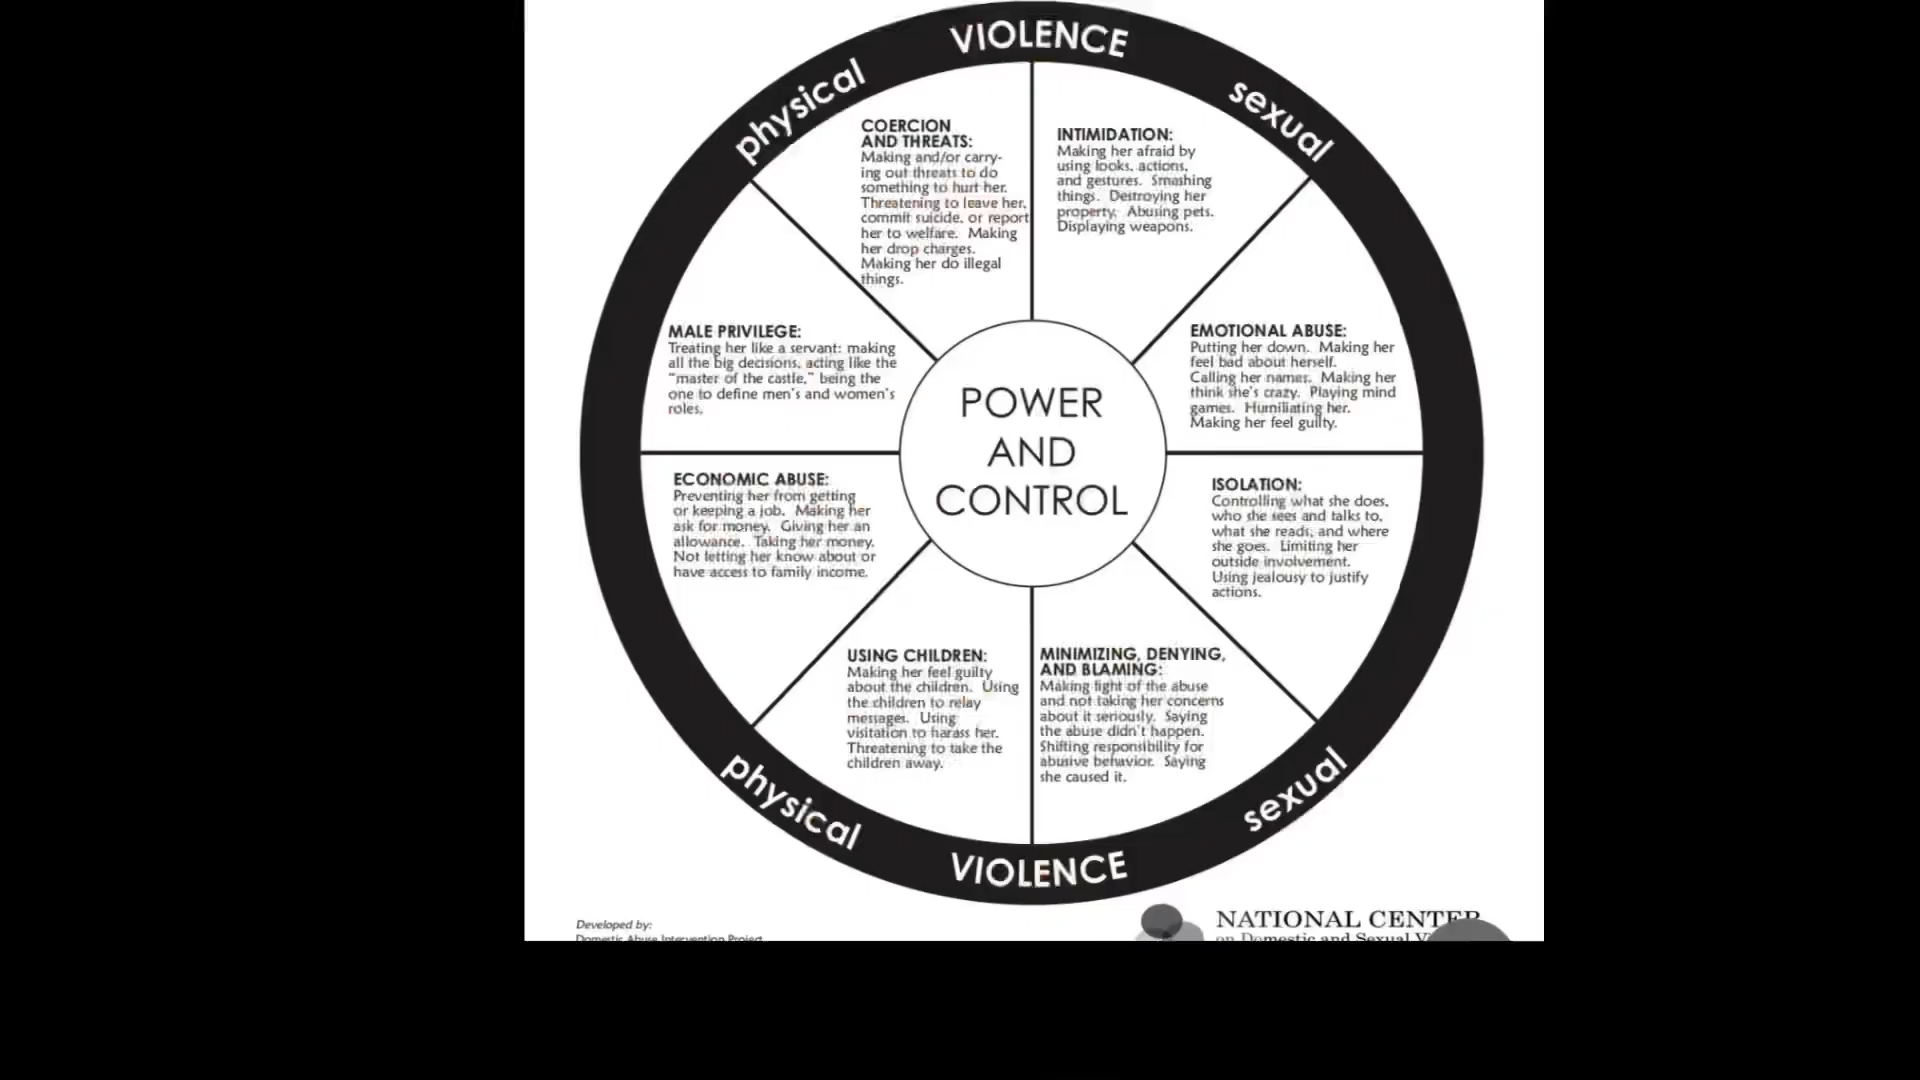 VIOLENCE
physical
sexual
COERCION
AND THREATS:
Making and/or carry-
ing out threats to do
something to hurt her.
Threatening to leave her,
commit suicide, or report
her to welfare. Making
her drop charges.
Making her do illegal
things.
INTIMIDATION:
Making her afraid by
using looks, actions,
and gestures. Smashing
things. Destroying her
property. Abusing pets.
Displaying weapons.
MALE PRIVILEGE:
Treating her like a servant: making
all the big decisions, acting like the
"master of the castle," being the
one to define men's and women's
roles.
EMOTIONAL ABUSE:
Putting her down. Making her
feel bad about herself.
Calling her names. Making her
think she's crazy. Playing mind
games. Humiliating her.
Making her feel guilty.
POWER
AND
CONTROL
ECONOMIC ABUSE:
Preventing her from getting
or keeping a job. Making her
ask for money. Giving her an
allowance. Taking her money.
Not letting her know about or
have access to family income.
ISOLATION:
Controlling what she does,
who she sees and talks to,
what she reads, and where
she goes. Limiting her
outside involvement.
Using jealousy to justify
actions.
USING CHILDREN:
Making her feel guilty
about the children. Using
the children to relay
messages. Using
visitation to harass her.
Threatening to take the
children away.
MINIMIZING, DENYING,
AND BLAMING:
Making light of the abuse
and not taking her concerns
about it seriously. Saying
the abuse didn't happen.
Shifting responsibility for
abusive behavior. Saying
she caused it.
physical
sexual
VIOLENCE
Developed by:
Domestic Abuse Intervention Project
NATIONAL CENTER
on Domestic and Sexual